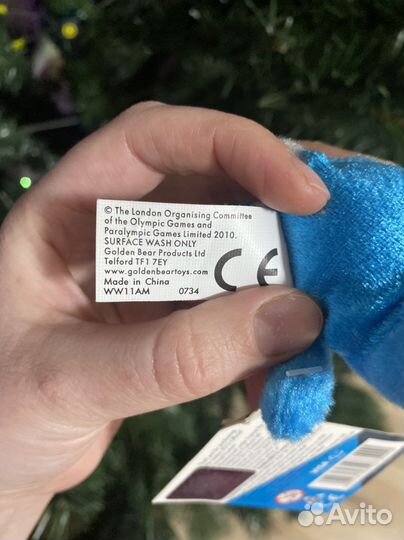 © The London Organising Committee
of the Olympic Games and
Paralympic Games Limited 2010.
SURFACE WASH ONLY
Golden Bear Products Ltd
Telford TF1 7EY
www.goldenbeartoys.com
Made in China
WW11AM 0734
CE
Avito